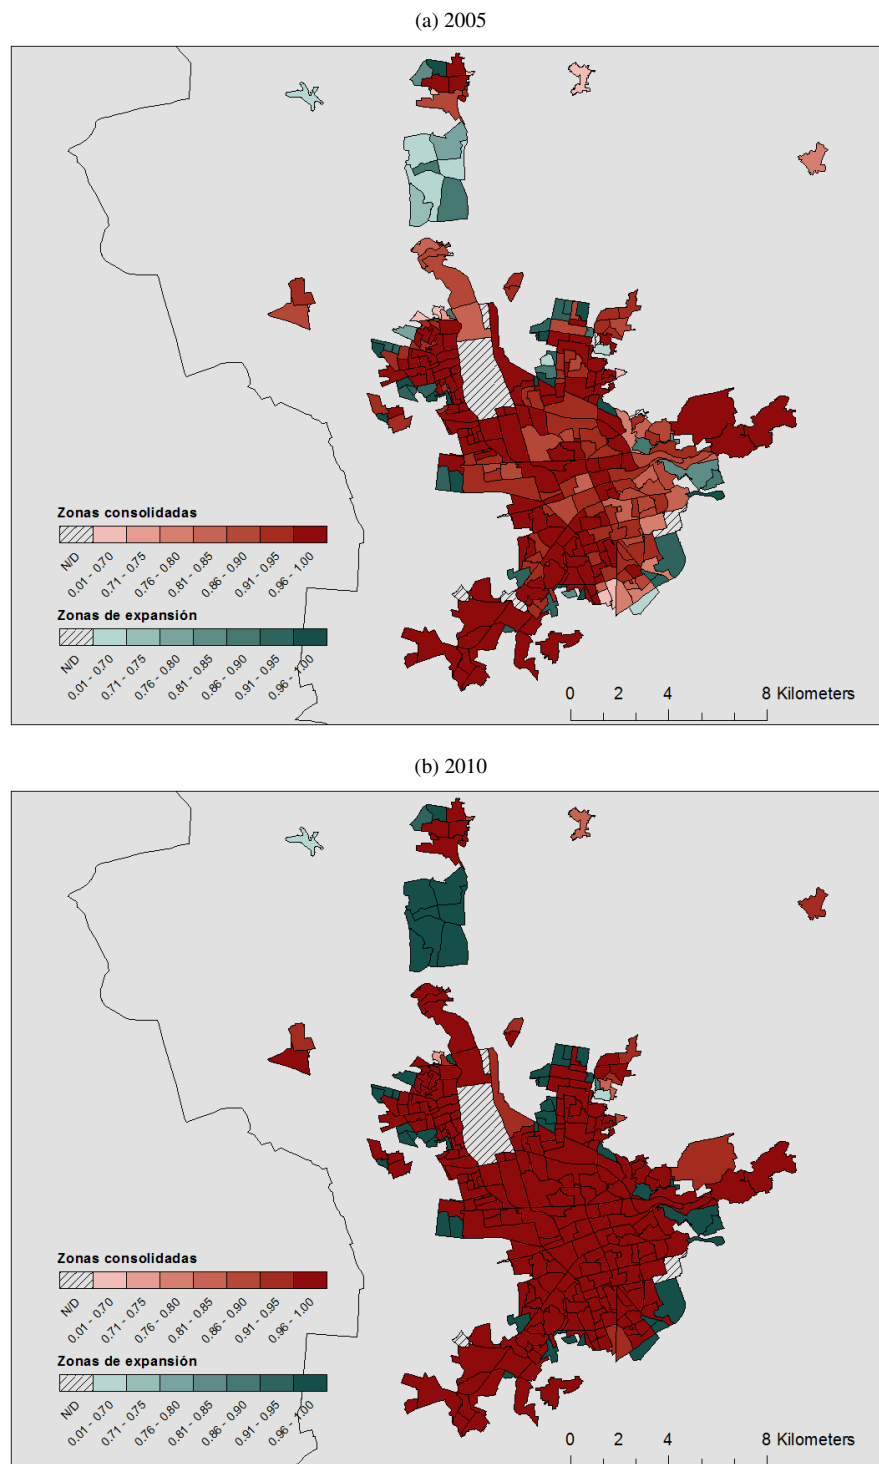 (a) 2005
Zonas consolidadas
N/D
0.01 - 0.70
0.71 - 0.75
0.76 - 0.80
0.81 - 0.85
0.86 - 0.90
0.91 - 0.95
0.96 - 1.00
Zonas de expansión
N/D
0.01 - 0.70
0.71 - 0.75
0.76 - 0.80
0.81 - 0.85
0.86 - 0.90
0.91 - 0.95
0.96 - 1.00
0 2 4 8 Kilometers
(b) 2010
Zonas consolidadas
N/D
0.01 - 0.70
0.71 - 0.75
0.76 - 0.80
0.81 - 0.85
0.86 - 0.90
0.91 - 0.95
0.96 - 1.00
Zonas de expansión
N/D
0.01 - 0.70
0.71 - 0.75
0.76 - 0.80
0.81 - 0.85
0.86 - 0.90
0.91 - 0.95
0.96 - 1.00
0 2 4 8 Kilometers